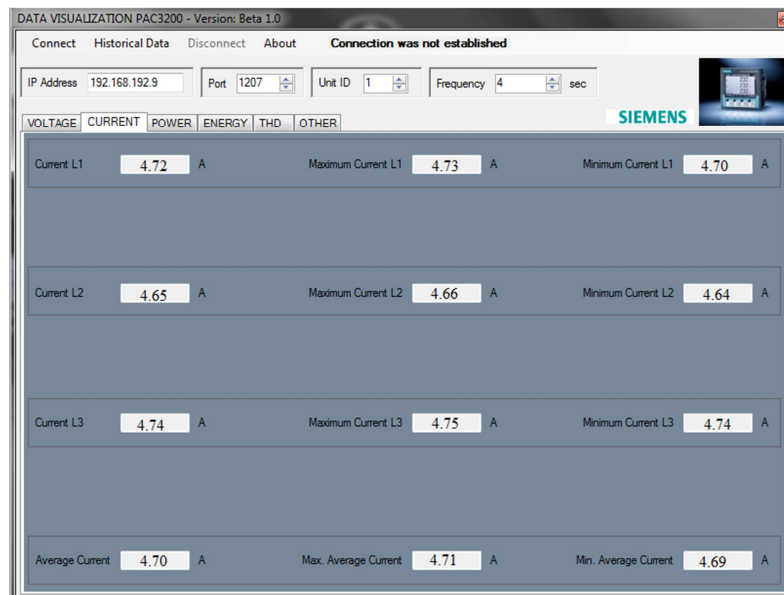 DATA VISUALIZATION PAC3200 - Version: Beta 1.0
Connect Historical Data Disconnect About Connection was not established
IP Address 192.168.192.9 Port 1207 Unit ID 1 Frequency 4 sec
SIEMENS
VOLTAGE CURRENT POWER ENERGY THD OTHER
Current L1 4.72 A Maximum Current L1 4.73 A Minimum Current L1 4.70 A
Current L2 4.65 A Maximum Current L2 4.66 A Minimum Current L2 4.64 A
Current L3 4.74 A Maximum Current L3 4.75 A Minimum Current L3 4.74 A
Average Current 4.70 A Max. Average Current 4.71 A Min. Average Current 4.69 A